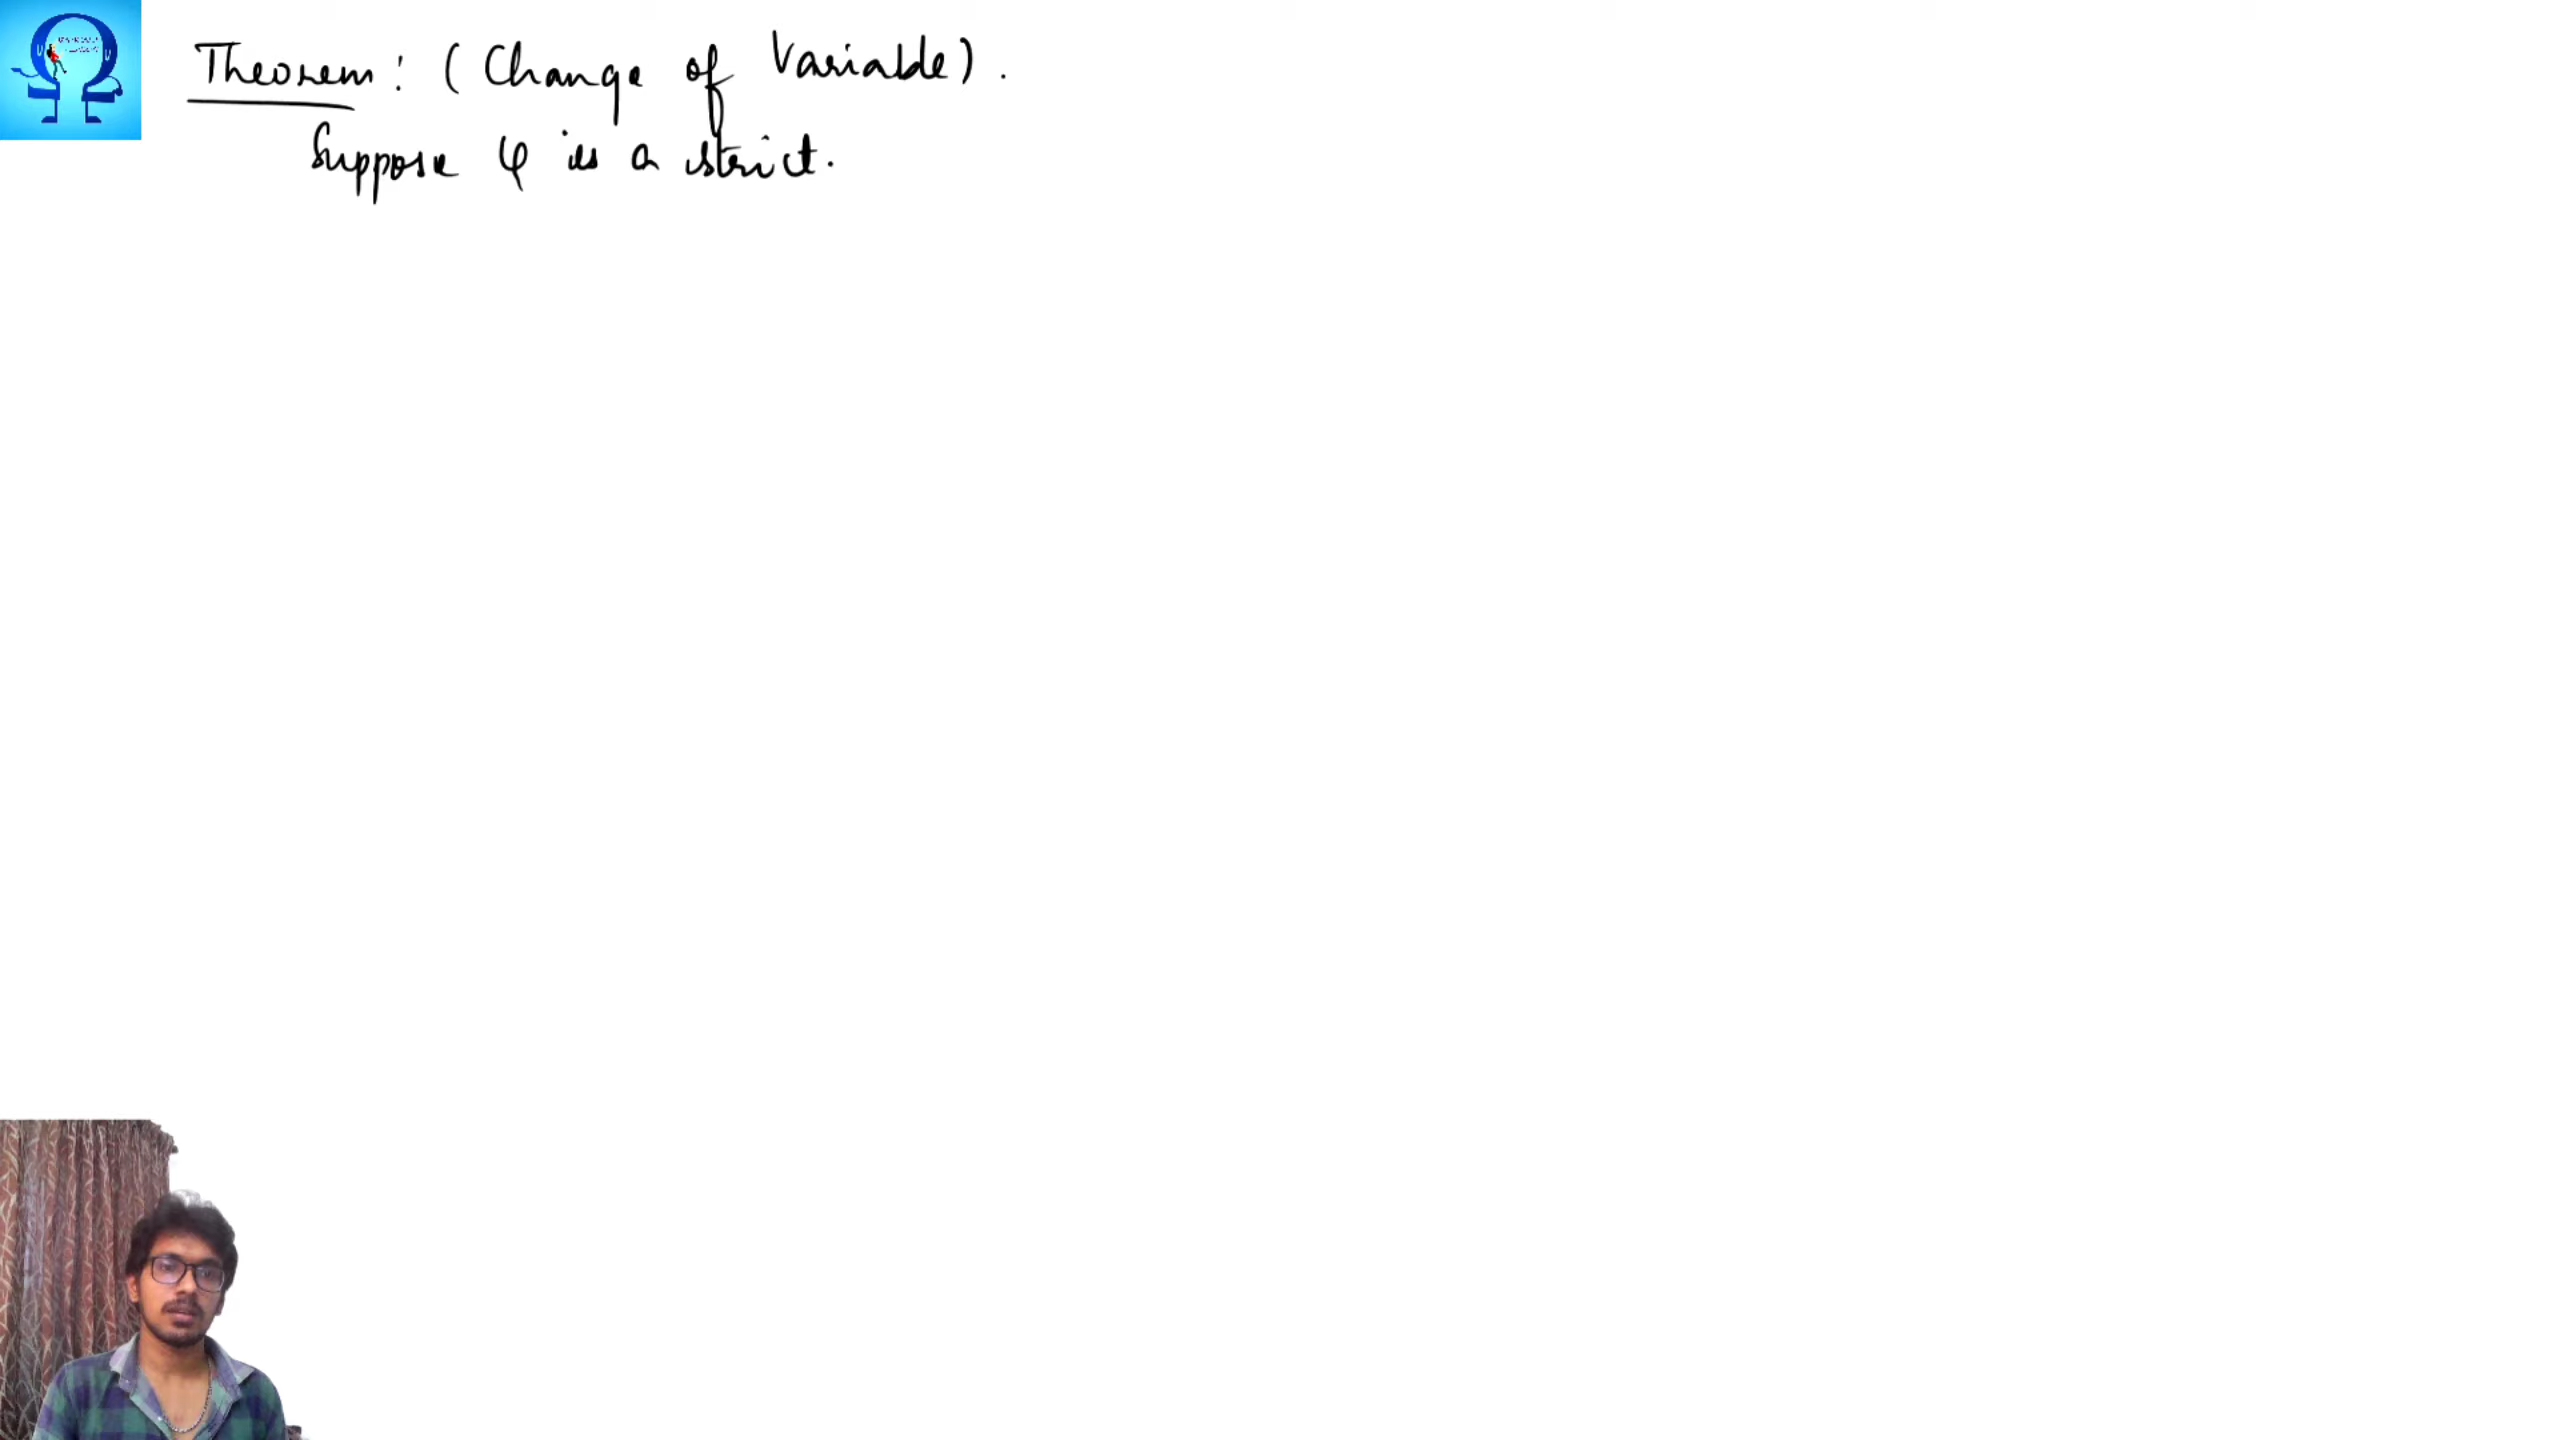 Theorem: (Change of Variable).
Suppose φ is a strict.